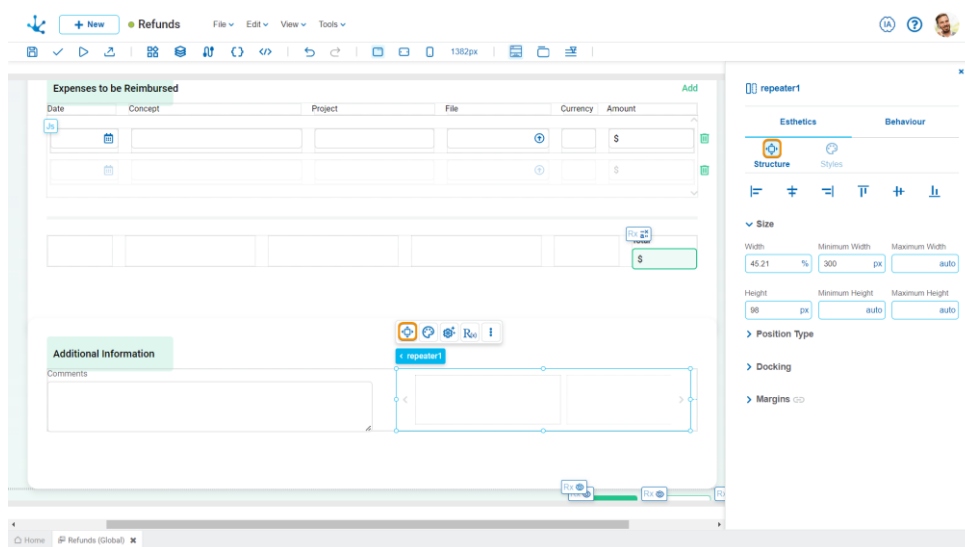 + New
Refunds
File
Edit
View
Tools
IA
?
1382px
Expenses to be Reimbursed
Add
Date
Concept
Project
File
Currency
Amount
Js
$
$
Rx
Total
$
R
Additional Information
repeater1
Comments
Rx
Rx
Rx
Rx
repeater1
Esthetics
Behaviour
Structure
Styles
Size
Width
Minimum Width
Maximum Width
45.21 %
300 px
auto
Height
Minimum Height
Maximum Height
98 px
auto
auto
Position Type
Docking
Margins
Home
Refunds (Global)